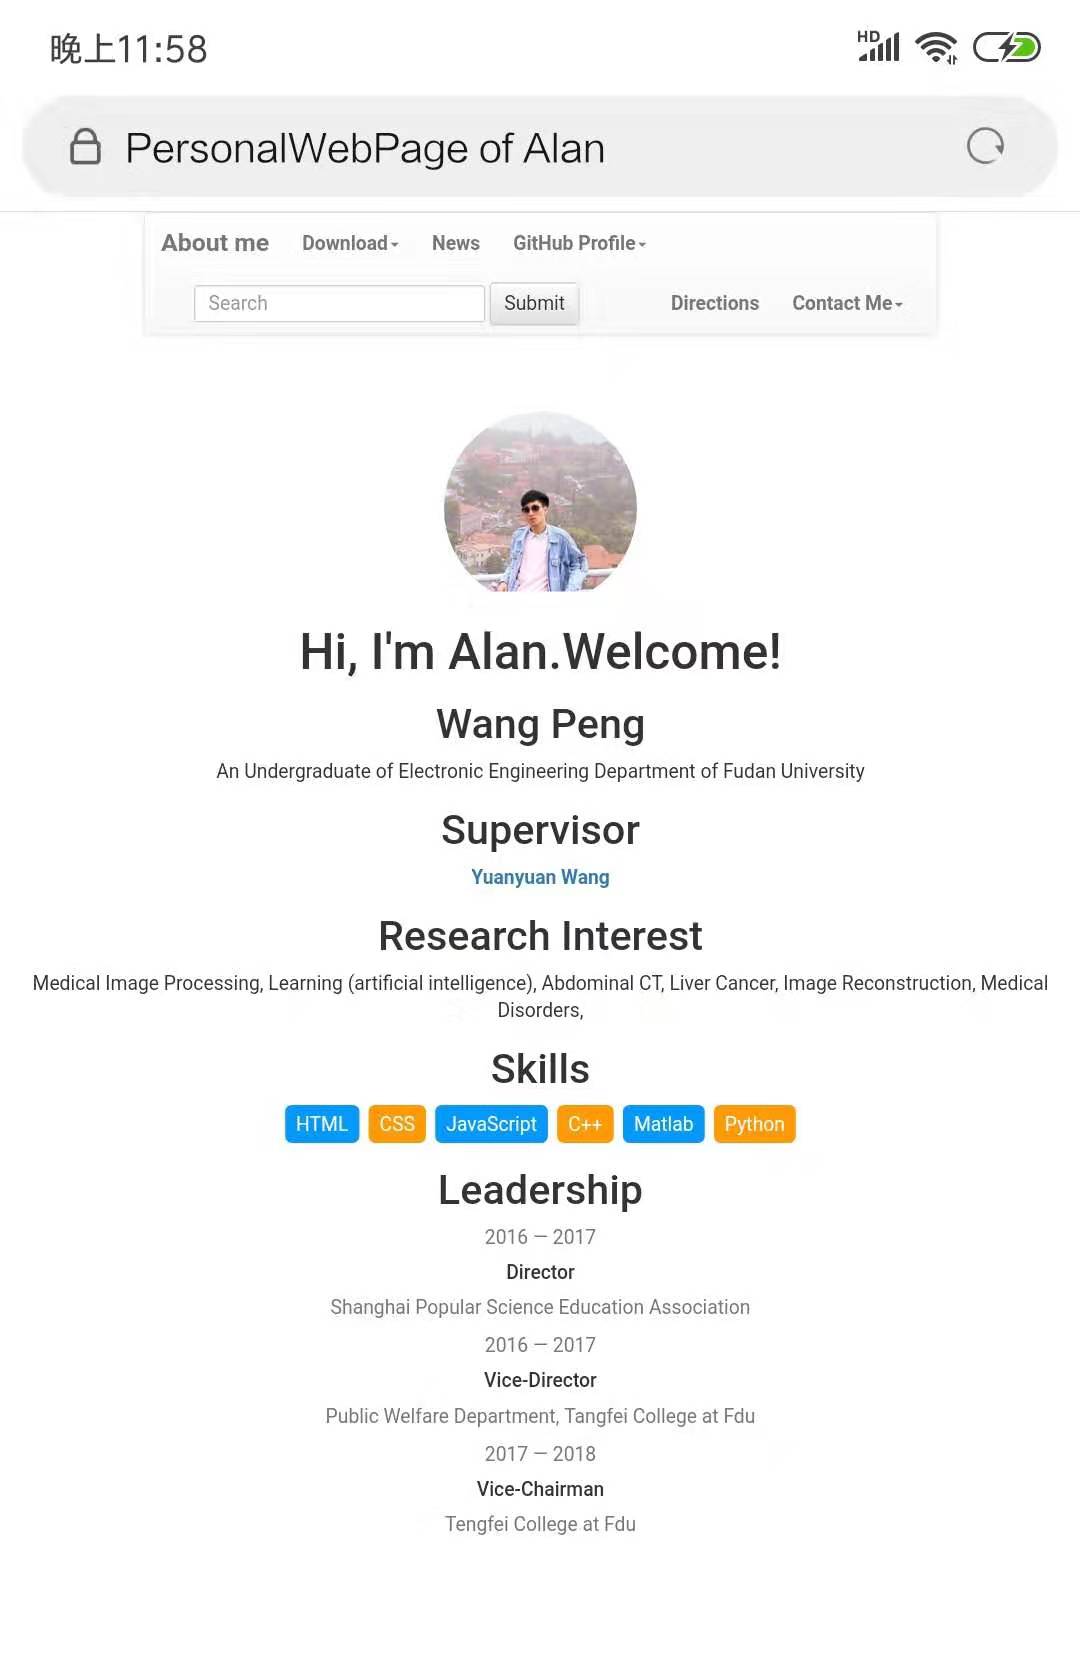 晚上11:58
HD
PersonalWebPage of Alan
About me Download News GitHub Profile
Search Submit Directions Contact Me
Hi, I'm Alan.Welcome!
Wang Peng
An Undergraduate of Electronic Engineering Department of Fudan University
Supervisor
Yuanyuan Wang
Research Interest
Medical Image Processing, Learning (artificial intelligence), Abdominal CT, Liver Cancer, Image Reconstruction, Medical
Disorders,
Skills
HTML CSS JavaScript C++ Matlab Python
Leadership
2016 — 2017
Director
Shanghai Popular Science Education Association
2016 — 2017
Vice-Director
Public Welfare Department, Tangfei College at Fdu
2017 — 2018
Vice-Chairman
Tengfei College at Fdu